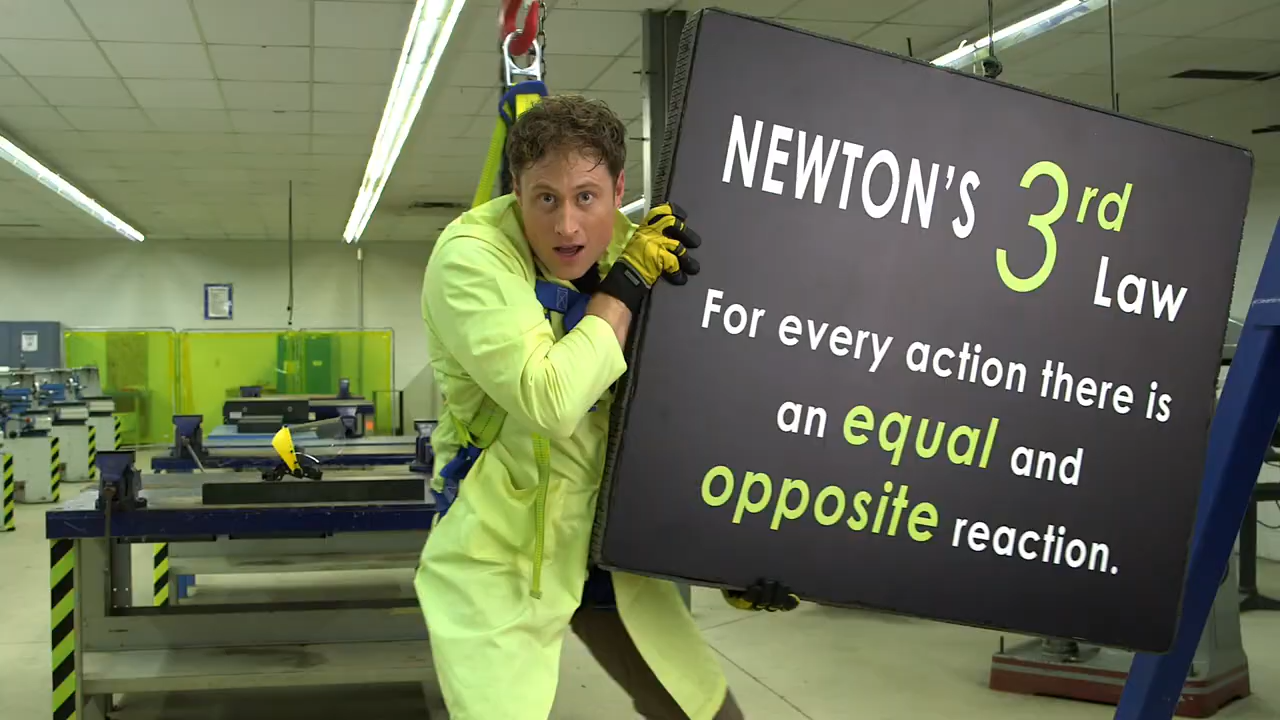 NEWTON'S 3rd
Law
For every action there is
an equal and
opposite reaction.